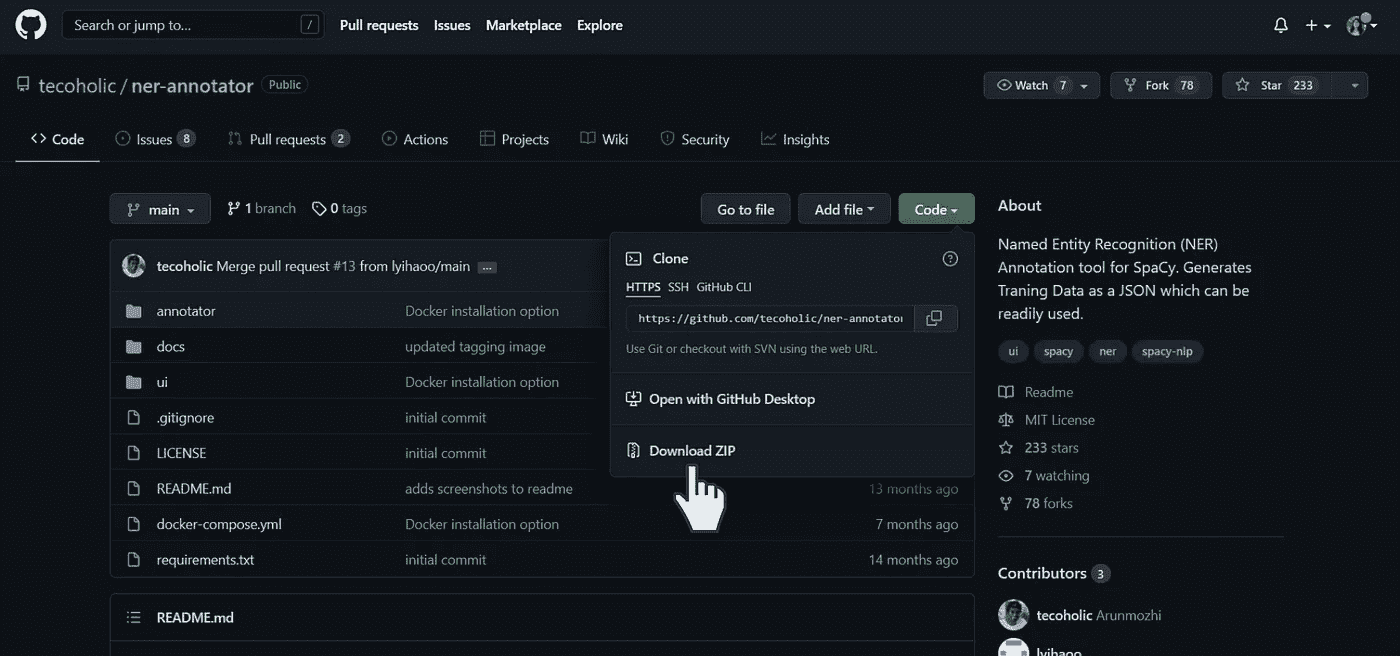 Search or jump to... /
Pull requests Issues Marketplace Explore
tecoholic / ner-annotator Public
Watch 7 Fork 78 Star 233
Code Issues 8 Pull requests 2 Actions Projects Wiki Security Insights
main 1 branch 0 tags Go to file Add file Code
tecoholic Merge pull request #13 from lyihaoo/main ...
annotator Docker installation option
docs updated tagging image
ui Docker installation option
.gitignore initial commit
LICENSE initial commit
README.md adds screenshots to readme 13 months ago
docker-compose.yml Docker installation option 7 months ago
requirements.txt initial commit 14 months ago
README.md
Clone
HTTPS SSH GitHub CLI
https://github.com/tecoholic/ner-annotator
Use Git or checkout with SVN using the web URL.
Open with GitHub Desktop
Download ZIP
About
Named Entity Recognition (NER)
Annotation tool for SpaCy. Generates
Traning Data as a JSON which can be
readily used.
ui spacy ner spacy-nlp
Readme
MIT License
233 stars
7 watching
78 forks
Contributors 3
tecoholic Arunmozhi
lyihaoo